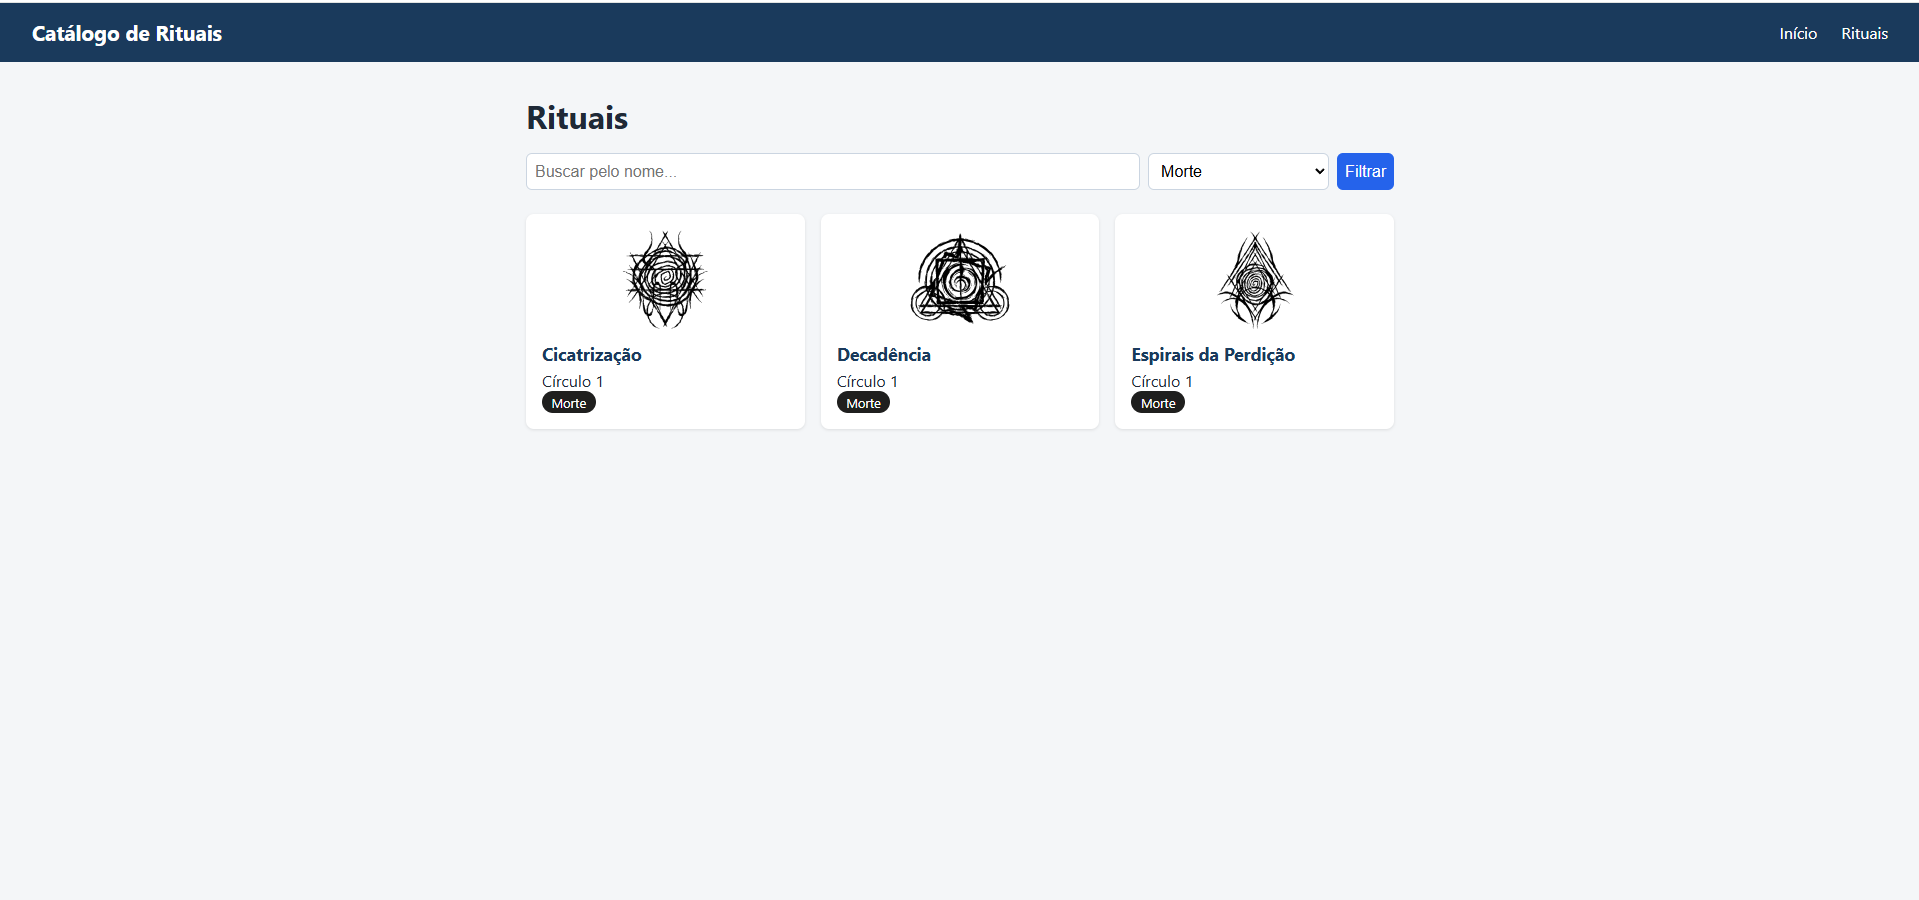 Catálogo de Rituais
Início Rituais
Rituais
Buscar pelo nome...
Morte
Filtrar
Cicatrização
Círculo 1
Morte
Decadência
Círculo 1
Morte
Espirais da Perdição
Círculo 1
Morte